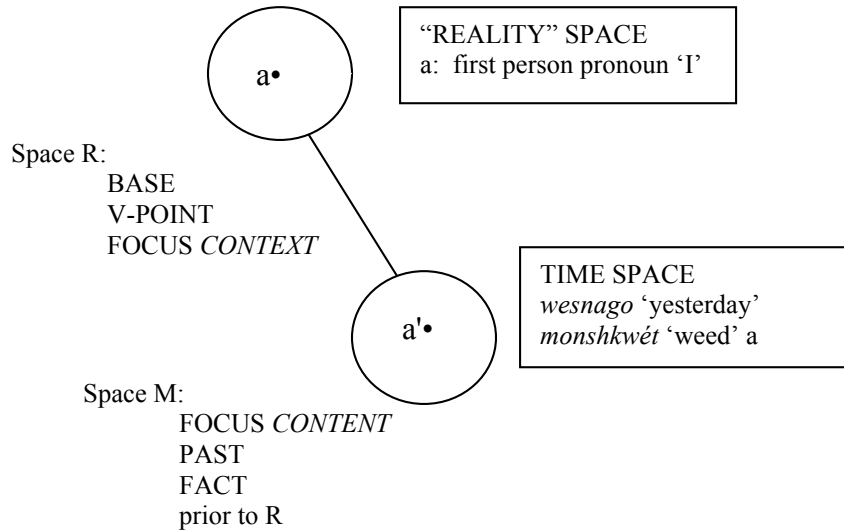 “REALITY” SPACE
a:  first person pronoun ‘I’
a•
Space R:
BASE
V-POINT
FOCUS CONTEXT
TIME SPACE
wesnago ‘yesterday’
monshkwét ‘weed’ a
a'•
Space M:
FOCUS CONTENT
PAST
FACT
prior to R